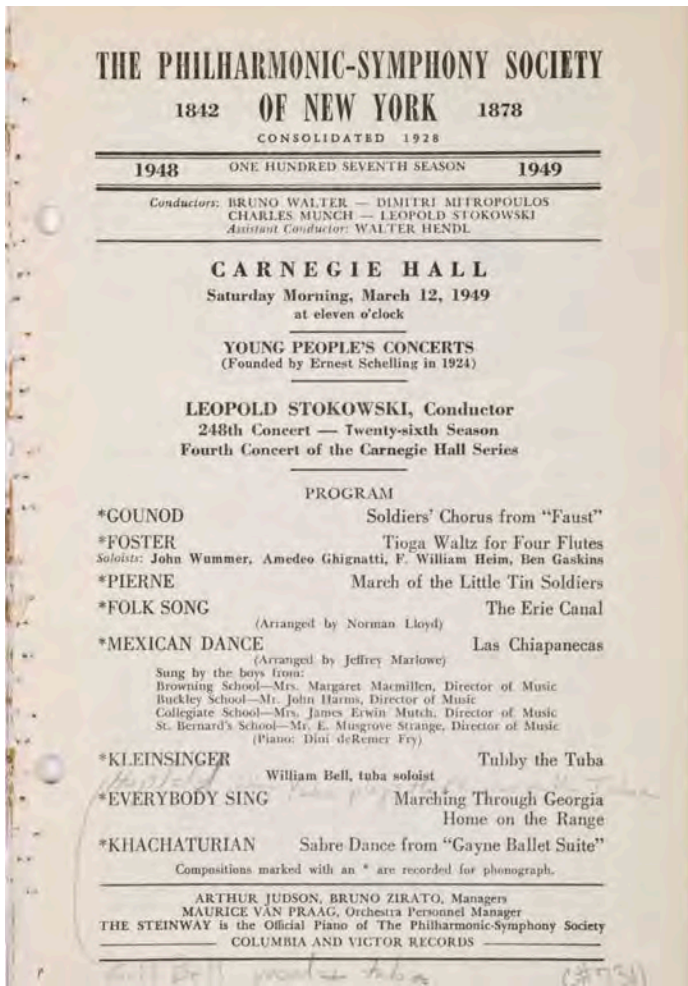 THE PHILHARMONIC-SYMPHONY SOCIETY
1842 OF NEW YORK 1878
CONSOLIDATED 1928
1948 ONE HUNDRED SEVENTH SEASON 1949
Conductors: BRUNO WALTER — DIMITRI MITROPOULOS
CHARLES MUNCH — LEOPOLD STOKOWSKI
Assistant Conductor: WALTER HENDL
CARNEGIE HALL
Saturday Morning, March 12, 1949
at eleven o'clock
YOUNG PEOPLE'S CONCERTS
(Founded by Ernest Schelling in 1924)
LEOPOLD STOKOWSKI, Conductor
248th Concert — Twenty-sixth Season
Fourth Concert of the Carnegie Hall Series
PROGRAM
*GOUNOD Soldiers' Chorus from "Faust"
*FOSTER Tioga Waltz for Four Flutes
Soloists: John Wummer, Amedeo Ghignatti, F. William Heim, Ben Gaskins
*PIERNE March of the Little Tin Soldiers
*FOLK SONG The Erie Canal
(Arranged by Norman Lloyd)
*MEXICAN DANCE Las Chiapanecas
(Arranged by Jeffrey Marlowe)
Sung by the boys from:
Browning School—Mrs. Margaret Macmillen, Director of Music
Buckley School—Mr. John Harms, Director of Music
Collegiate School—Mrs. James Erwin Mutch, Director of Music
St. Bernard's School—Mr. E. Musgrove Strange, Director of Music
(Piano: Dini deRemer Fry)
*KLEINSINGER Tubby the Tuba
William Bell, tuba soloist
*EVERYBODY SING Marching Through Georgia
Home on the Range
*KHACHATURIAN Sabre Dance from "Gayne Ballet Suite"
Compositions marked with an * are recorded for phonograph.
ARTHUR JUDSON, BRUNO ZIRATO, Managers
MAURICE VAN PRAAG, Orchestra Personnel Manager
THE STEINWAY is the Official Piano of The Philharmonic-Symphony Society
COLUMBIA AND VICTOR RECORDS
Bell